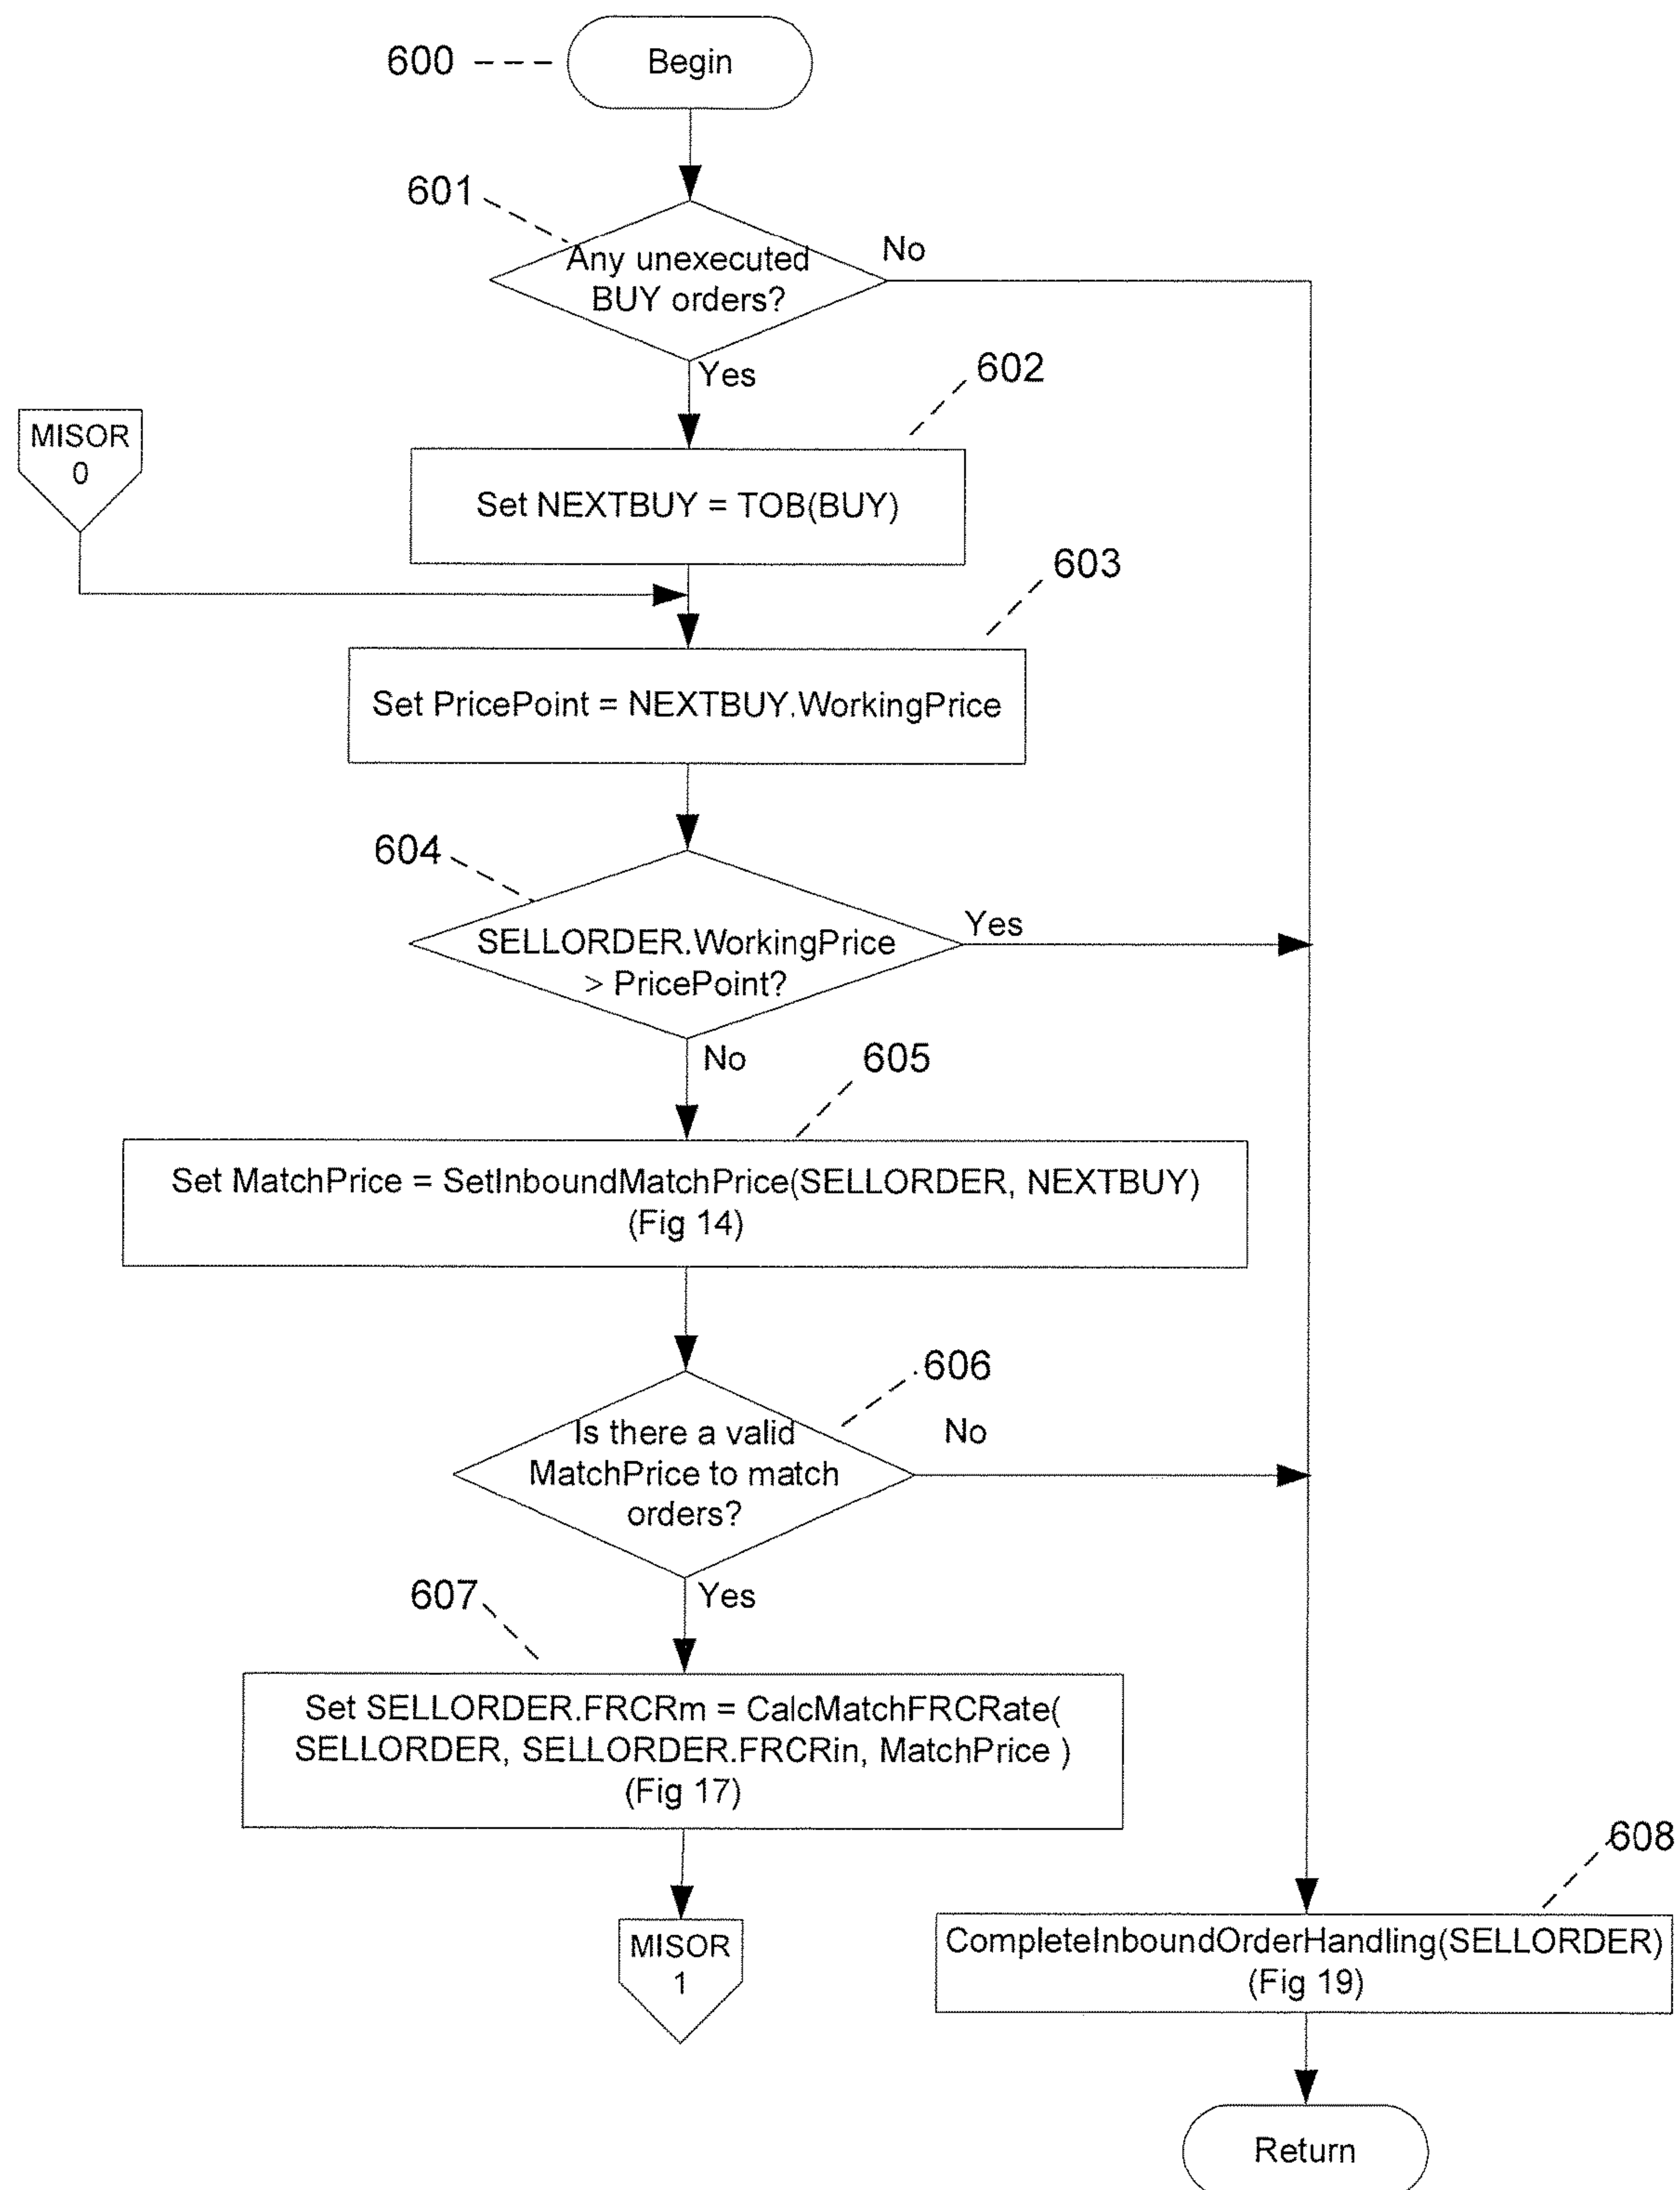 600
Begin
601
Any unexecuted
BUY orders?
No
Yes
602
MISOR
0
Set NEXTBUY = TOB(BUY)
603
Set PricePoint = NEXTBUY.WorkingPrice
604
SELLORDER.WorkingPrice
> PricePoint?
Yes
No
605
Set MatchPrice = SetInboundMatchPrice(SELLORDER, NEXTBUY)
(Fig 14)
606
Is there a valid
MatchPrice to match
orders?
No
Yes
607
Set SELLORDER.FRCRm = CalcMatchFRCRate(
SELLORDER, SELLORDER.FRCRin, MatchPrice )
(Fig 17)
608
MISOR
1
CompleteInboundOrderHandling(SELLORDER)
(Fig 19)
Return